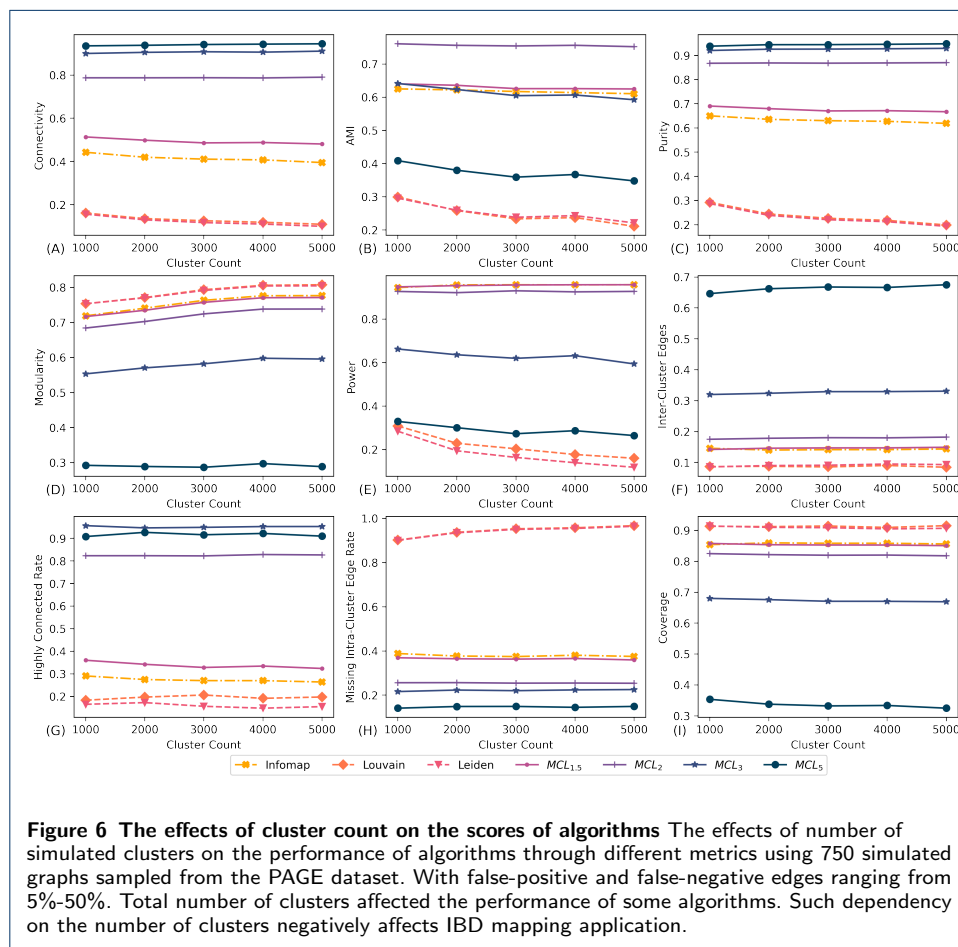 0.8
0.6
0.4
0.2
Connectivity
(A)
1000 2000 3000 4000 5000
Cluster Count
0.7
0.6
0.5
0.4
0.3
0.2
AMI
(B)
1000 2000 3000 4000 5000
Cluster Count
0.9
0.8
0.7
0.6
0.5
0.4
0.3
0.2
Purity
(C)
1000 2000 3000 4000 5000
Cluster Count
0.8
0.7
0.6
0.5
0.4
0.3
Modularity
(D)
1000 2000 3000 4000 5000
Cluster Count
0.8
0.6
0.4
0.2
Power
(E)
1000 2000 3000 4000 5000
Cluster Count
0.7
0.6
0.5
0.4
0.3
0.2
0.1
Inter-Cluster Edges
(F)
1000 2000 3000 4000 5000
Cluster Count
0.9
0.8
0.7
0.6
0.5
0.4
0.3
0.2
Highly Connected Rate
(G)
1000 2000 3000 4000 5000
Cluster Count
1.0
0.8
0.6
0.4
0.2
Missing Intra-Cluster Edge Rate
(H)
1000 2000 3000 4000 5000
Cluster Count
0.9
0.8
0.7
0.6
0.5
0.4
0.3
Coverage
(I)
1000 2000 3000 4000 5000
Cluster Count
Infomap Louvain Leiden MCL1.5 MCL2 MCL3 MCL5
Figure 6 The effects of cluster count on the scores of algorithms The effects of number of
simulated clusters on the performance of algorithms through different metrics using 750 simulated
graphs sampled from the PAGE dataset. With false-positive and false-negative edges ranging from
5%-50%. Total number of clusters affected the performance of some algorithms. Such dependency
on the number of clusters negatively affects IBD mapping application.